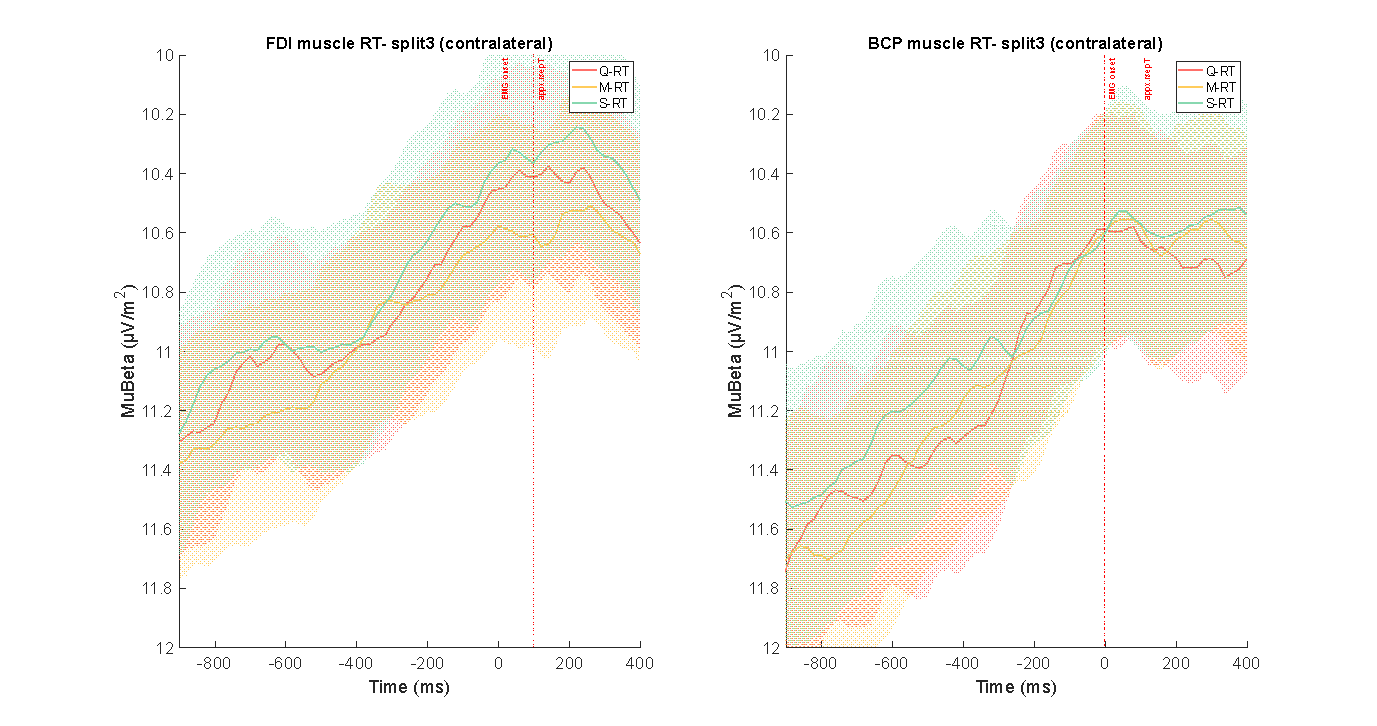 FDI muscle RT- split3 (contralateral)
10
10.2
10.4
10.6
10.8
11
11.2
11.4
11.6
11.8
12
MuBeta (µV/m²)
-800
-600
-400
-200
0
200
400
Time (ms)
EMG onset
appx.mepT
Q-RT
M-RT
S-RT
BCP muscle RT- split3 (contralateral)
10
10.2
10.4
10.6
10.8
11
11.2
11.4
11.6
11.8
12
MuBeta (µV/m²)
-800
-600
-400
-200
0
200
400
Time (ms)
EMG onset
appx.mepT
Q-RT
M-RT
S-RT